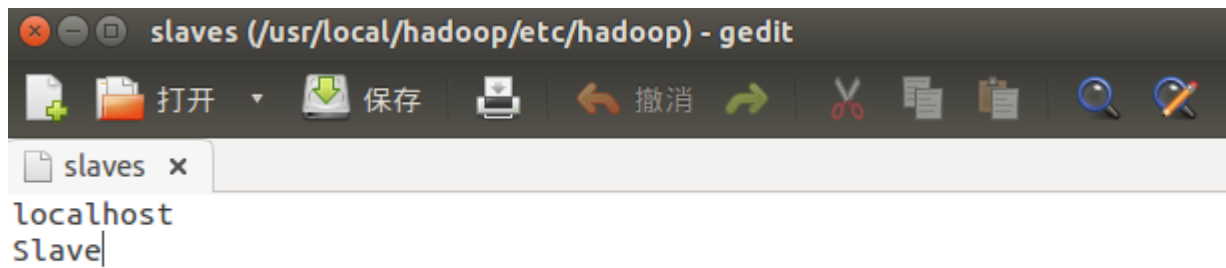 slaves (/usr/local/hadoop/etc/hadoop) - gedit
打开 保存 撤消
slaves
localhost
Slave